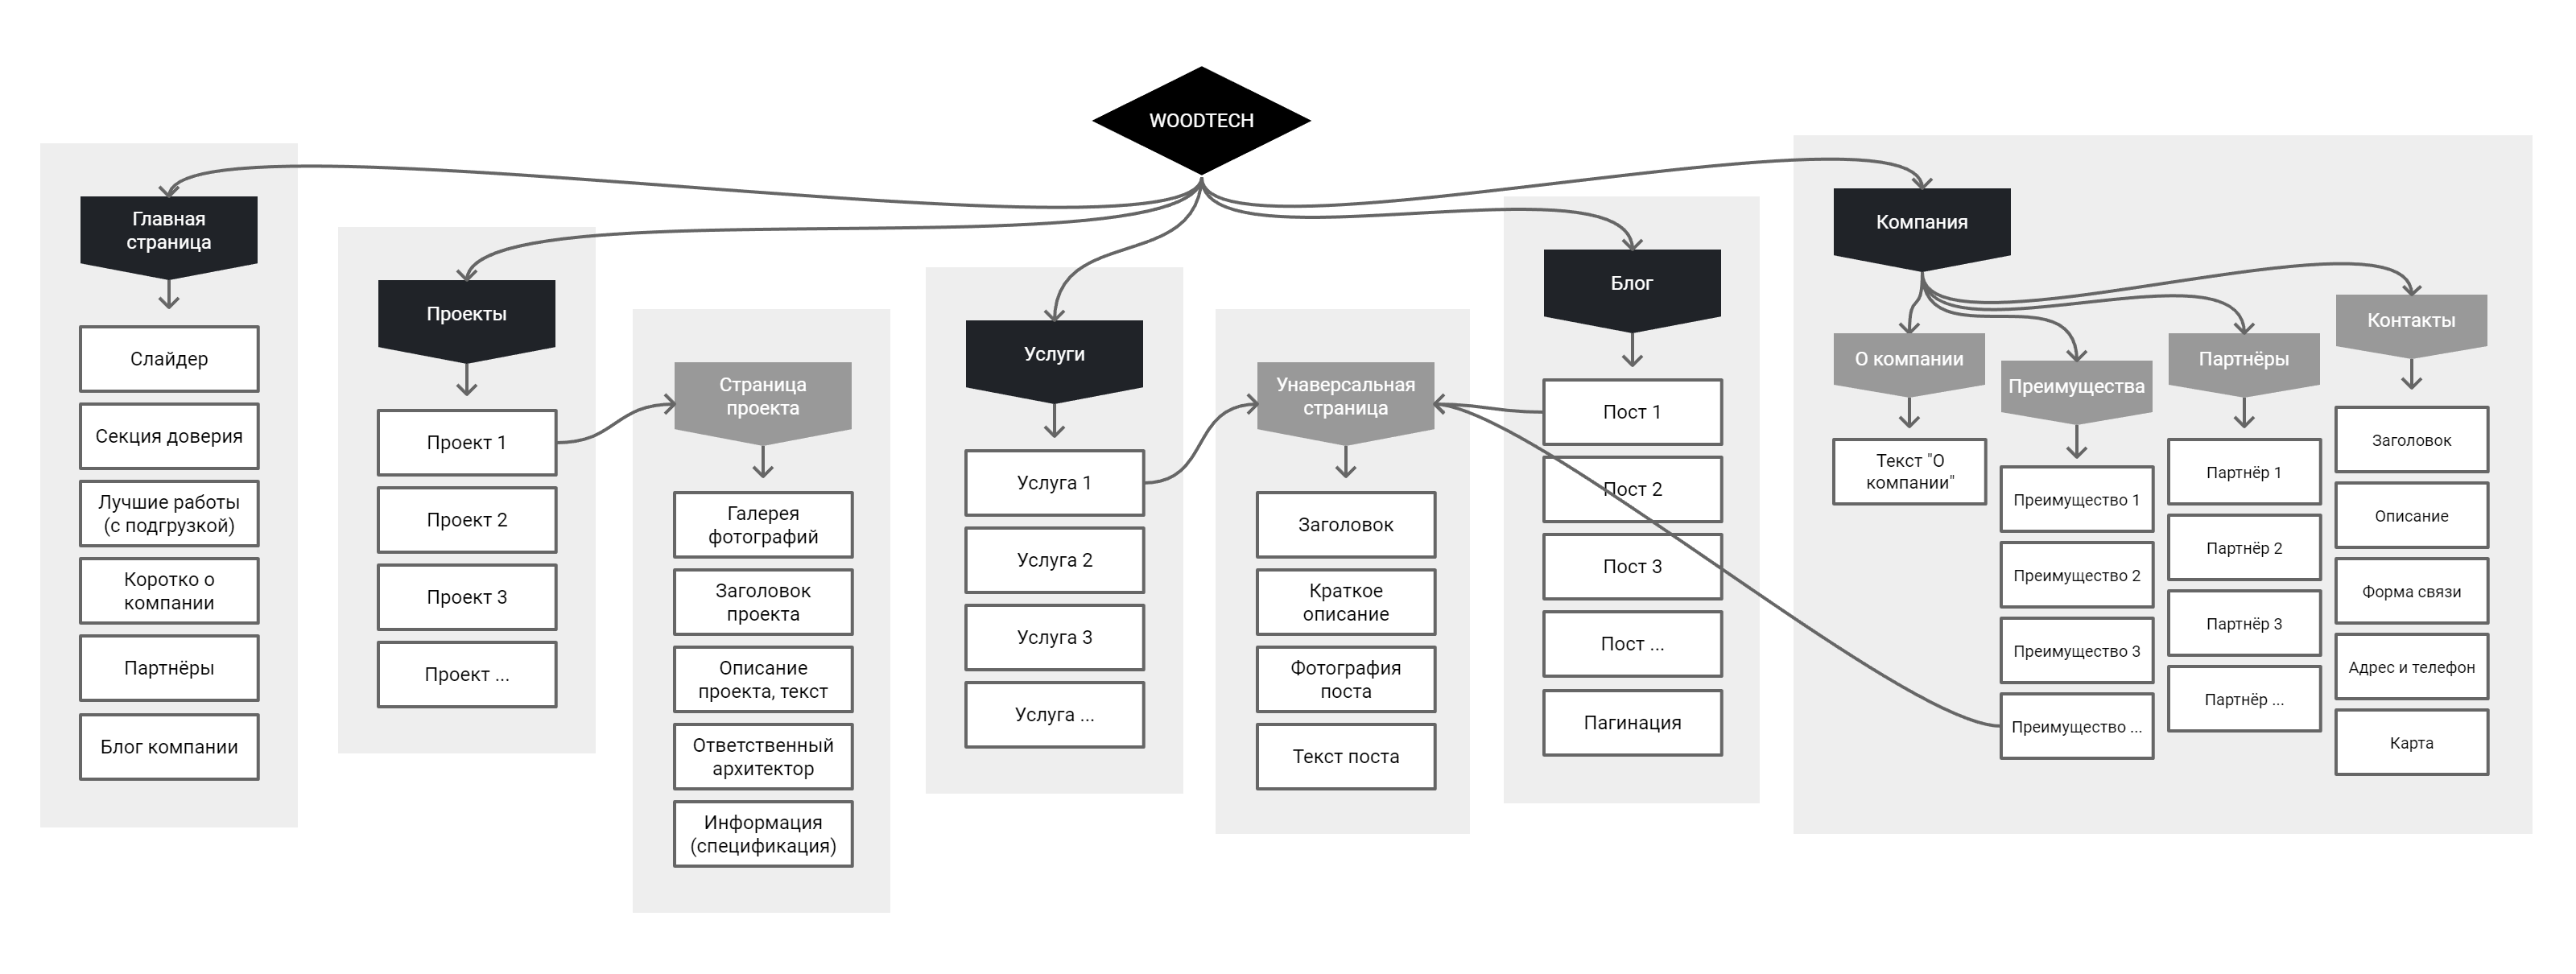 WOODTECH
Главная
страница
Слайдер
Секция доверия
Лучшие работы
(с подгрузкой)
Коротко о
компании
Партнёры
Блог компании
Проекты
Проект 1
Проект 2
Проект 3
Проект ...
Страница
проекта
Галерея
фотографий
Заголовок
проекта
Описание
проекта, текст
Ответственный
архитектор
Информация
(спецификация)
Услуги
Услуга 1
Услуга 2
Услуга 3
Услуга ...
Унаверсальная
страница
Заголовок
Краткое
описание
Фотография
поста
Текст поста
Блог
Пост 1
Пост 2
Пост 3
Пост ...
Пагинация
Компания
О компании
Текст "О
компании"
Преимущества
Преимущество 1
Преимущество 2
Преимущество 3
Преимущество ...
Партнёры
Партнёр 1
Партнёр 2
Партнёр 3
Партнёр ...
Контакты
Заголовок
Описание
Форма связи
Адрес и телефон
Карта